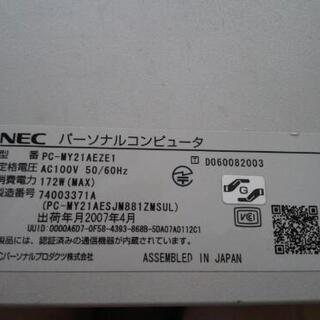 NEC パーソナルコンピュータ
型 番 PC-MY21AEZE1
定格電圧 AC100V 50/60Hz
消費電力 172W(MAX)
製造番号 74003371A
(PC-MY21AESJM881ZMSUL)
出荷年月2007年4月
UUID:0000A6D7-0F58-4393-868B-5DA07A0112C1
製品には、認証済みの通信機器が内蔵されています。
Cパーソナルプロダクツ株式会社
ASSEMBLED IN JAPAN
T D060082003
G
VCI